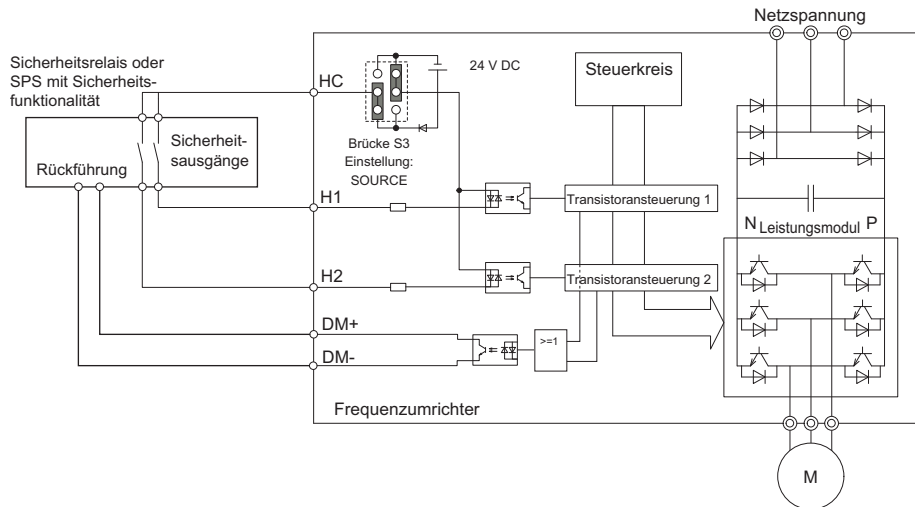 Netzspannung
Sicherheitsrelais oder
SPS mit Sicherheits-
funktionalität
HC
24 V DC
Steuerkreis
Sicherheit-
sausgänge
Rückführung
Brücke S3
Einstellung:
SOURCE
H1
Transistoransteuerung 1
N Leistungsmodul P
H2
Transistoransteuerung 2
DM+
>=1
DM-
Frequenzumrichter
M